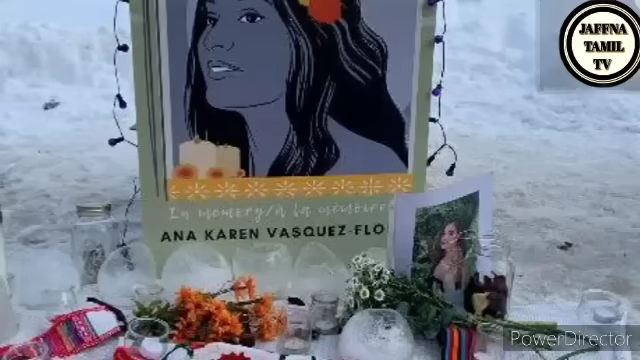 JAFFNA
TAMIL
TV
In memory/À la mémoire
ANA KAREN VASQUEZ-FLO
PowerDirector